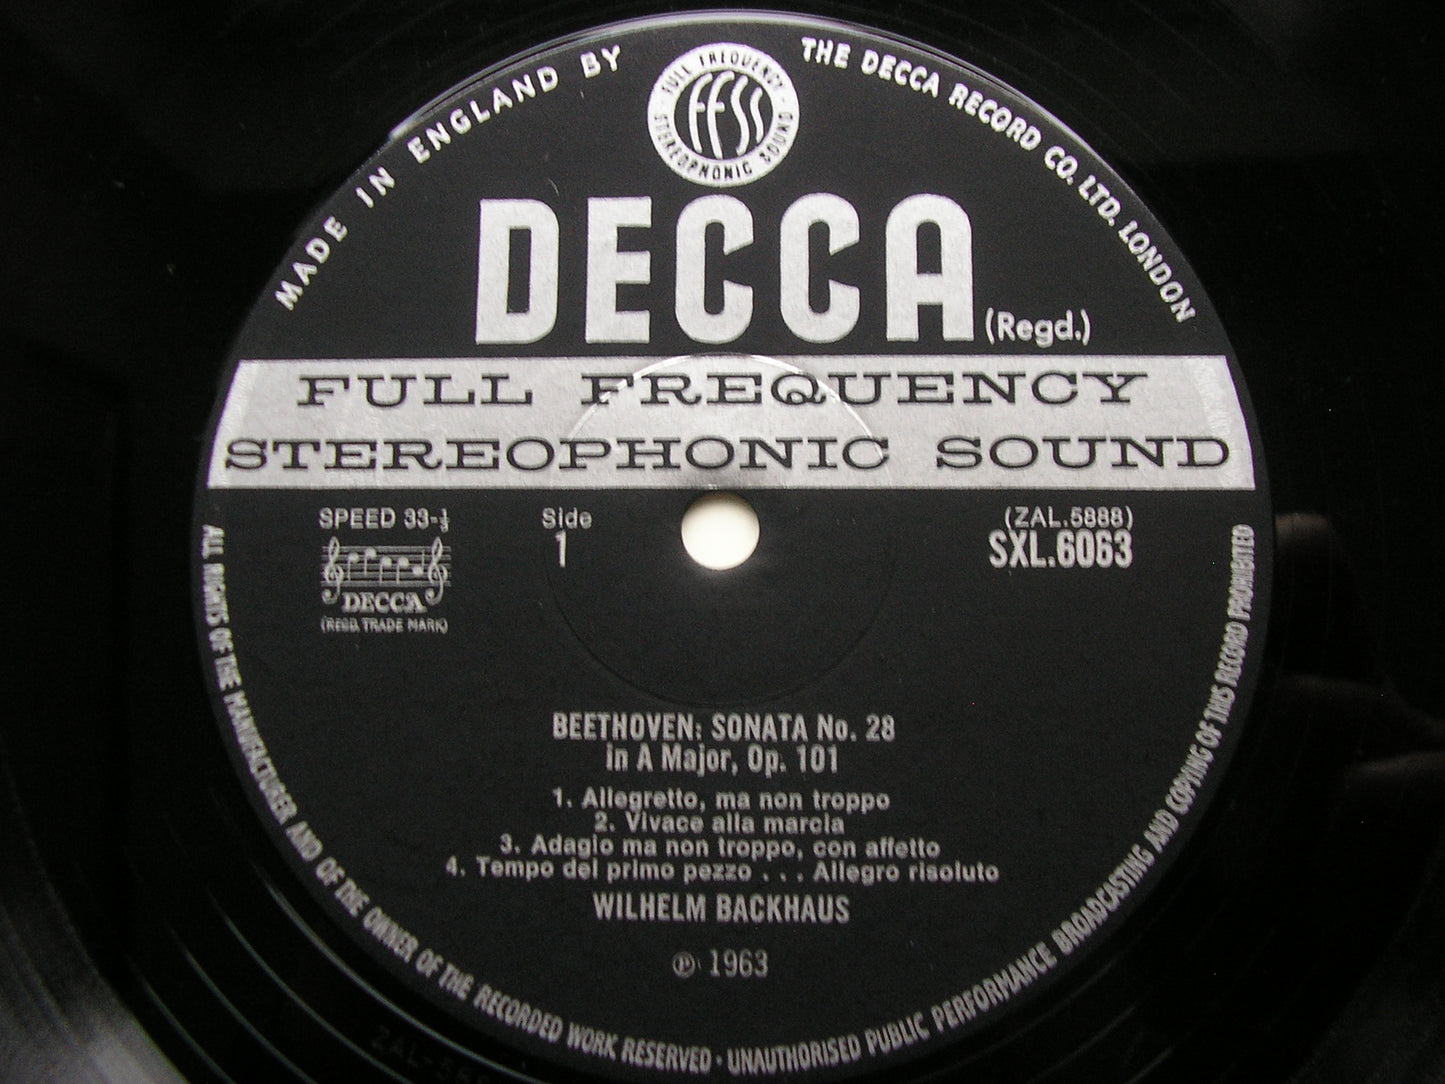 MADE IN ENGLAND BY THE DECCA RECORD CO. LTD. LONDON
FULL FREQUENCY
FFSS
STEREOPHONIC SOUND
DECCA (Regd.)
FULL FREQUENCY
STEREOPHONIC SOUND
SPEED 33-⅓
Side
1
(ZAL.5888)
SXL.6063
DECCA
(REGD. TRADE MARK)
BEETHOVEN: SONATA No. 28
in A Major, Op. 101
1. Allegretto, ma non troppo
2. Vivace alla marcia
3. Adagio ma non troppo, con affetto
4. Tempo del primo pezzo . . . Allegro risoluto
WILHELM BACKHAUS
℗ 1963
ALL RIGHTS OF THE MANUFACTURER AND OF THE OWNER OF THE RECORDED WORK RESERVED · UNAUTHORISED PUBLIC PERFORMANCE BROADCASTING AND COPYING OF THIS RECORD PROHIBITED